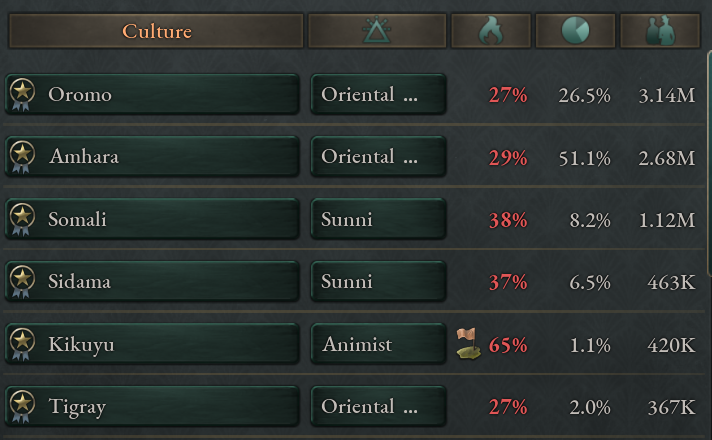 Culture
Oromo Oriental ... 27% 26.5% 3.14M
Amhara Oriental ... 29% 51.1% 2.68M
Somali Sunni 38% 8.2% 1.12M
Sidama Sunni 37% 6.5% 463K
Kikuyu Animist 65% 1.1% 420K
Tigray Oriental ... 27% 2.0% 367K